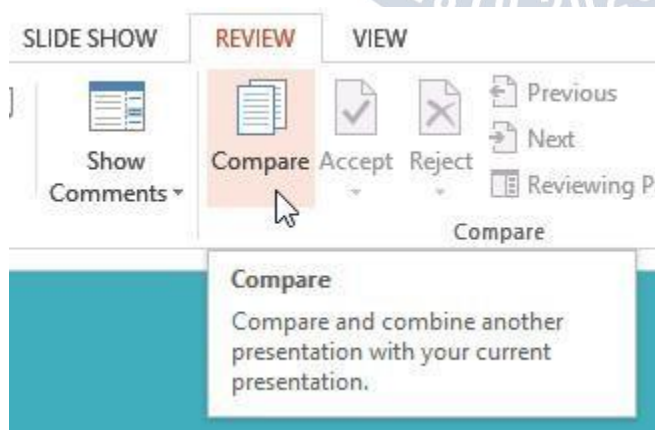 SLIDE SHOW REVIEW VIEW
Show
Comments
Compare Accept Reject
Previous
Next
Reviewing P
Compare
Compare
Compare and combine another
presentation with your current
presentation.